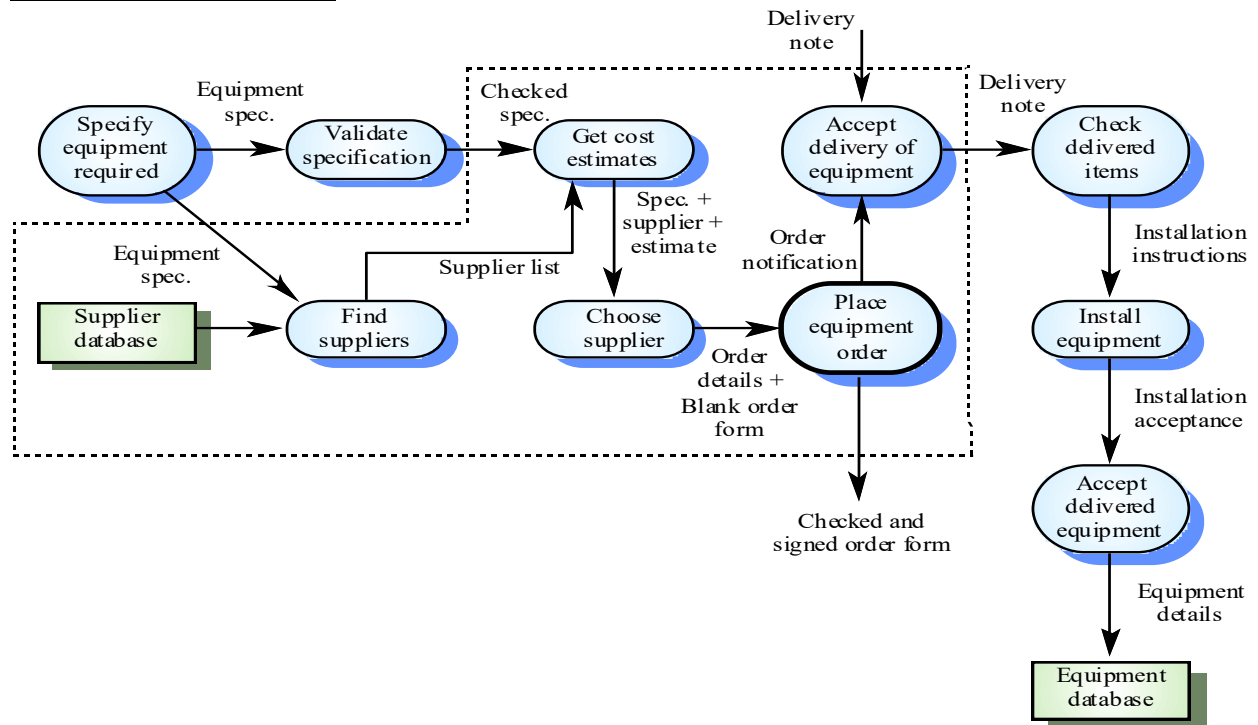 Delivery
note
Equipment
spec.
Checked
spec.
Delivery
note
Specify
equipment
required
Validate
specification
Get cost
estimates
Accept
delivery of
equipment
Check
delivered
items
Spec. +
supplier +
estimate
Equipment
spec.
Supplier list
Order
notification
Installation
instructions
Supplier
database
Find
suppliers
Choose
supplier
Place
equipment
order
Install
equipment
Order
details +
Blank order
form
Installation
acceptance
Accept
delivered
equipment
Checked and
signed order form
Equipment
details
Equipment
database